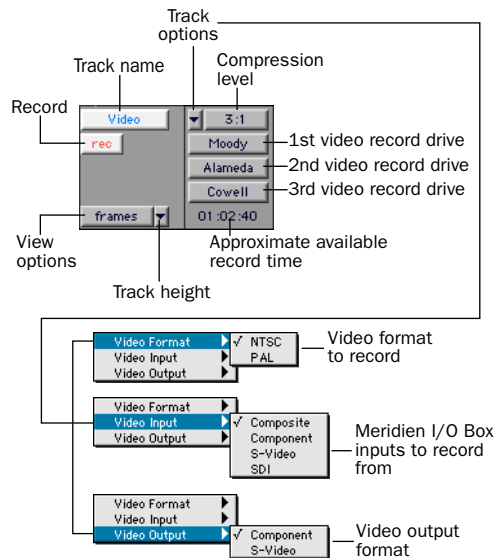 Track
options
Track name
Compression
level
Record
Video
3:1
rec
Moody
1st video record drive
Alameda
2nd video record drive
Cowell
3rd video record drive
frames
01:02:40
View
options
Approximate available
record time
Track height
Video Format
Video Input
Video Output
✓ NTSC
PAL
Video format
to record
Video Format
Video Input
Video Output
✓ Composite
Component
S-Video
SDI
Meridien I/O Box
inputs to record
from
Video Format
Video Input
Video Output
✓ Component
S-Video
Video output
format